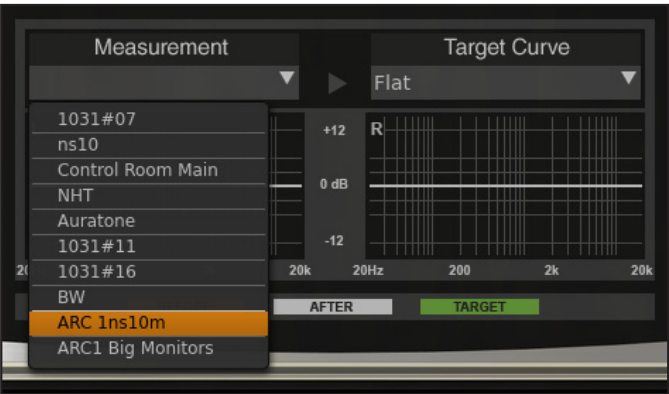 Measurement
Target Curve
Flat
1031#07
ns10
Control Room Main
NHT
Auratone
1031#11
1031#16
BW
ARC 1ns10m
ARC1 Big Monitors
+12
0 dB
-12
R
20k
20Hz
200
2k
20k
AFTER
TARGET